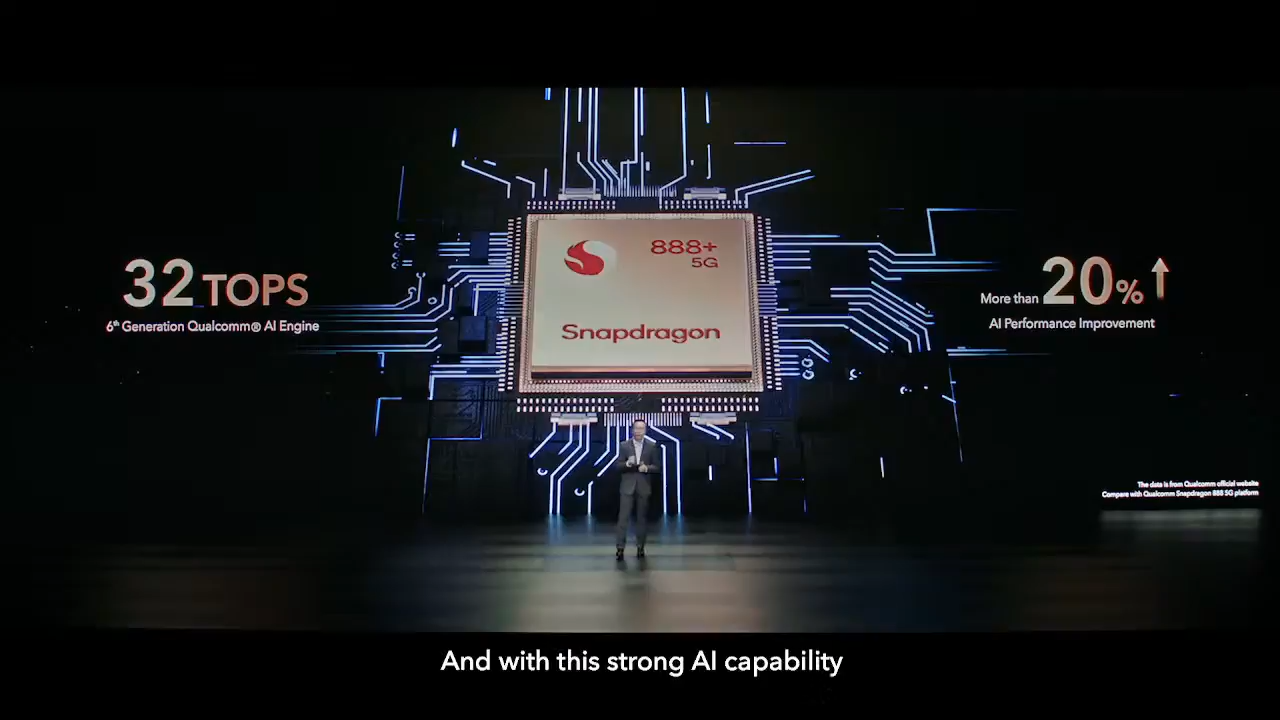 32 TOPS
6th Generation Qualcomm® AI Engine
888+
5G
Snapdragon
More than 20% ↑
AI Performance Improvement
The data is from Qualcomm official website
Compare with Qualcomm Snapdragon 888 5G platform
And with this strong AI capability